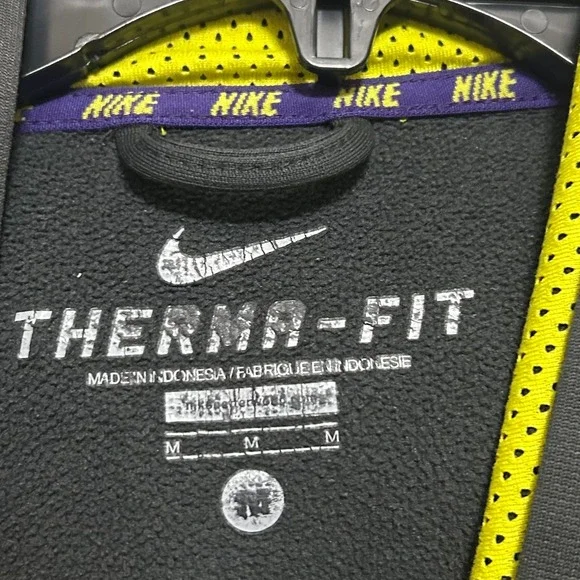 NIKE NIKE NIKE NIKE
THERMA-FIT
MADE IN INDONESIA / FABRIQUE EN INDONESIE
M M M